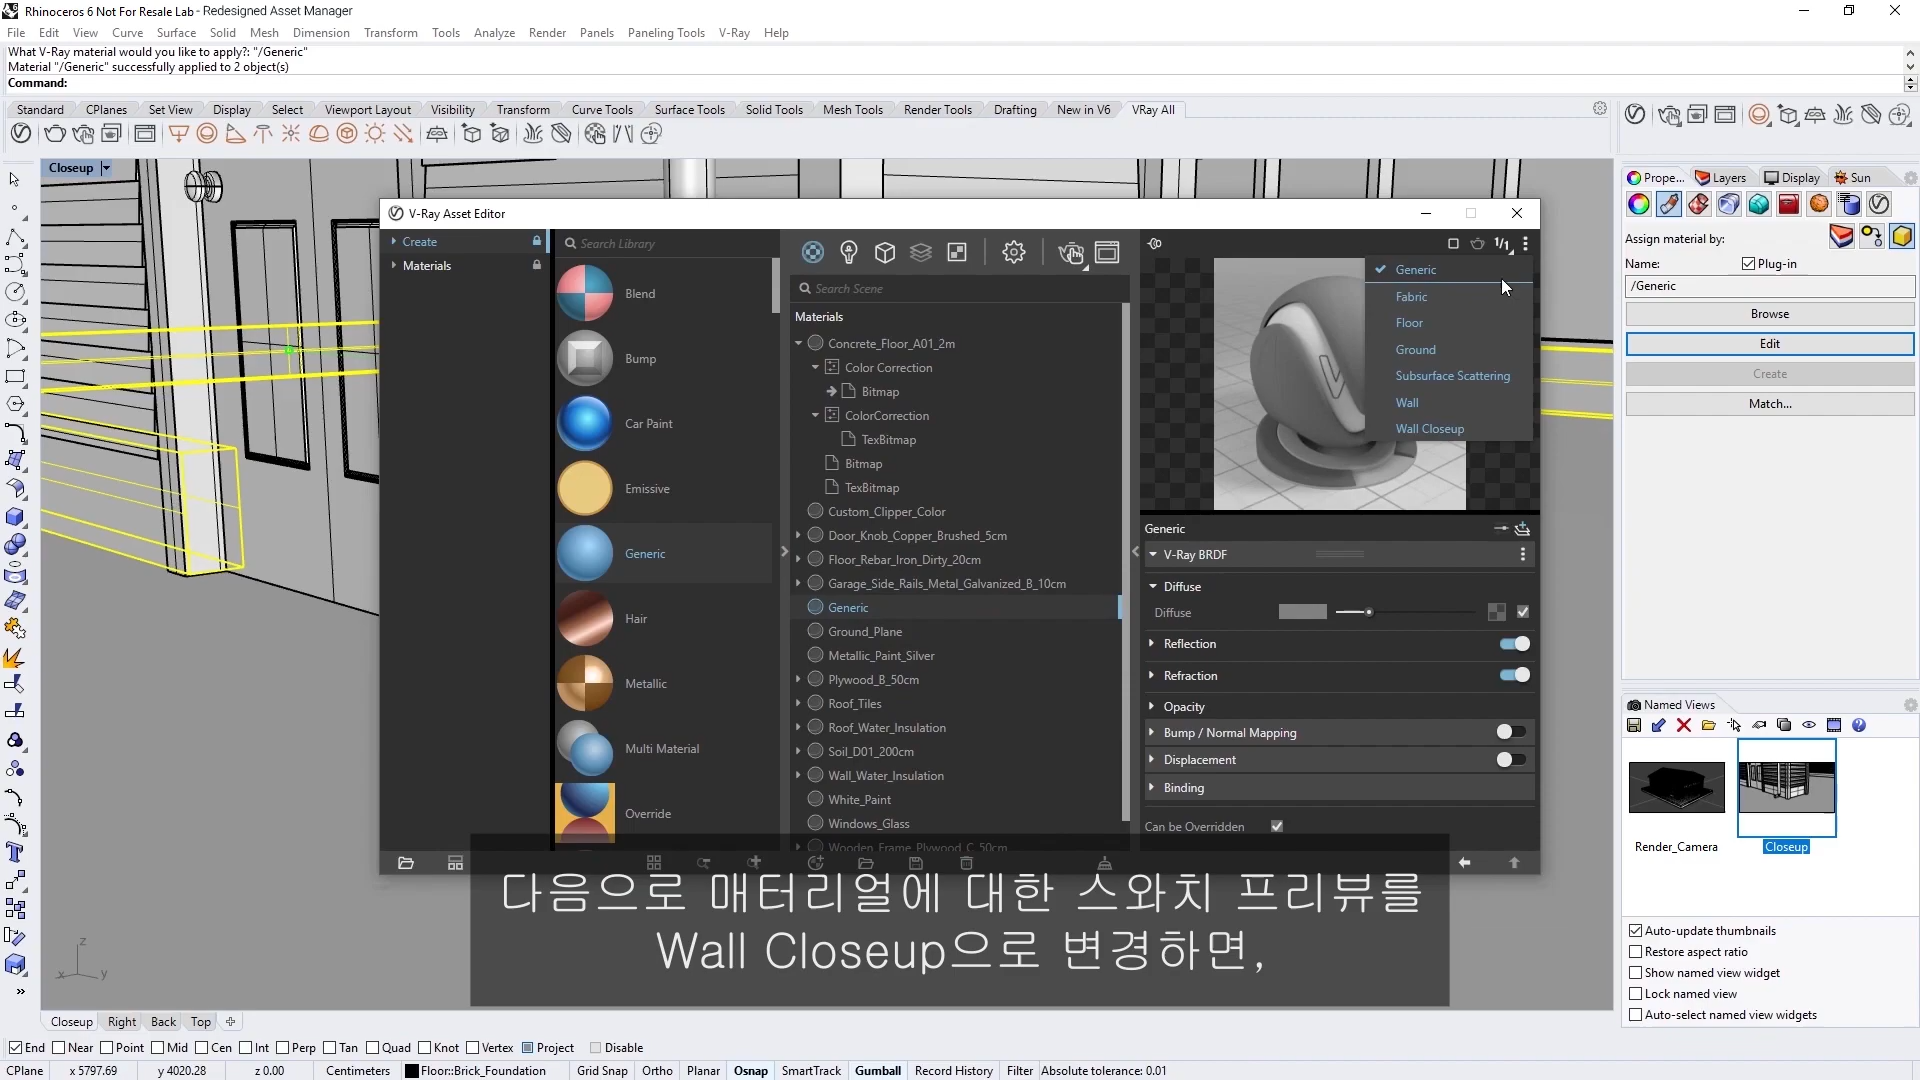 Rhinoceros 6 Not For Resale Lab - Redesigned Asset Manager
File Edit View Curve Surface Solid Mesh Dimension Transform Tools Analyze Render Panels Paneling Tools V-Ray Help
What V-Ray material would you like to apply?: "/Generic"
Material "/Generic" successfully applied to 2 object(s)
Command:
Standard CPlanes Set View Display Select Viewport Layout Visibility Transform Curve Tools Surface Tools Solid Tools Mesh Tools Render Tools Drafting New in V6 VRay All
Closeup
V-Ray Asset Editor
Create
Materials
Search Library
Blend
Bump
Car Paint
Emissive
Generic
Hair
Metallic
Multi Material
Override
Search Scene
Materials
Concrete_Floor_A01_2m
Color Correction
Bitmap
ColorCorrection
TexBitmap
Bitmap
TexBitmap
Custom_Clipper_Color
Door_Knob_Copper_Brushed_5cm
Floor_Rebar_Iron_Dirty_20cm
Garage_Side_Rails_Metal_Galvanized_B_10cm
Generic
Ground_Plane
Metallic_Paint_Silver
Plywood_B_50cm
Roof_Tiles
Roof_Water_Insulation
Soil_D01_200cm
Wall_Water_Insulation
White_Paint
Windows_Glass
Wooden_Frame_Plywood_C_50cm
1/1
Generic
Fabric
Floor
Ground
Subsurface Scattering
Wall
Wall Closeup
Generic
V-Ray BRDF
Diffuse
Diffuse
Reflection
Refraction
Opacity
Bump / Normal Mapping
Displacement
Binding
Can be Overridden
Prope... Layers Display Sun
Assign material by:
Name: Plug-in
/Generic
Browse
Edit
Create
Match...
Named Views
Render_Camera Closeup
Auto-update thumbnails
Restore aspect ratio
Show named view widget
Lock named view
Auto-select named view widgets
다음으로 매터리얼에 대한 스와치 프리뷰를
Wall Closeup으로 변경하면,
z
x y
Closeup Right Back Top
End Near Point Mid Cen Int Perp Tan Quad Knot Vertex Project Disable
CPlane x 5797.69 y 4020.28 z 0.00 Centimeters Floor::Brick_Foundation Grid Snap Ortho Planar Osnap SmartTrack Gumball Record History Filter Absolute tolerance: 0.01